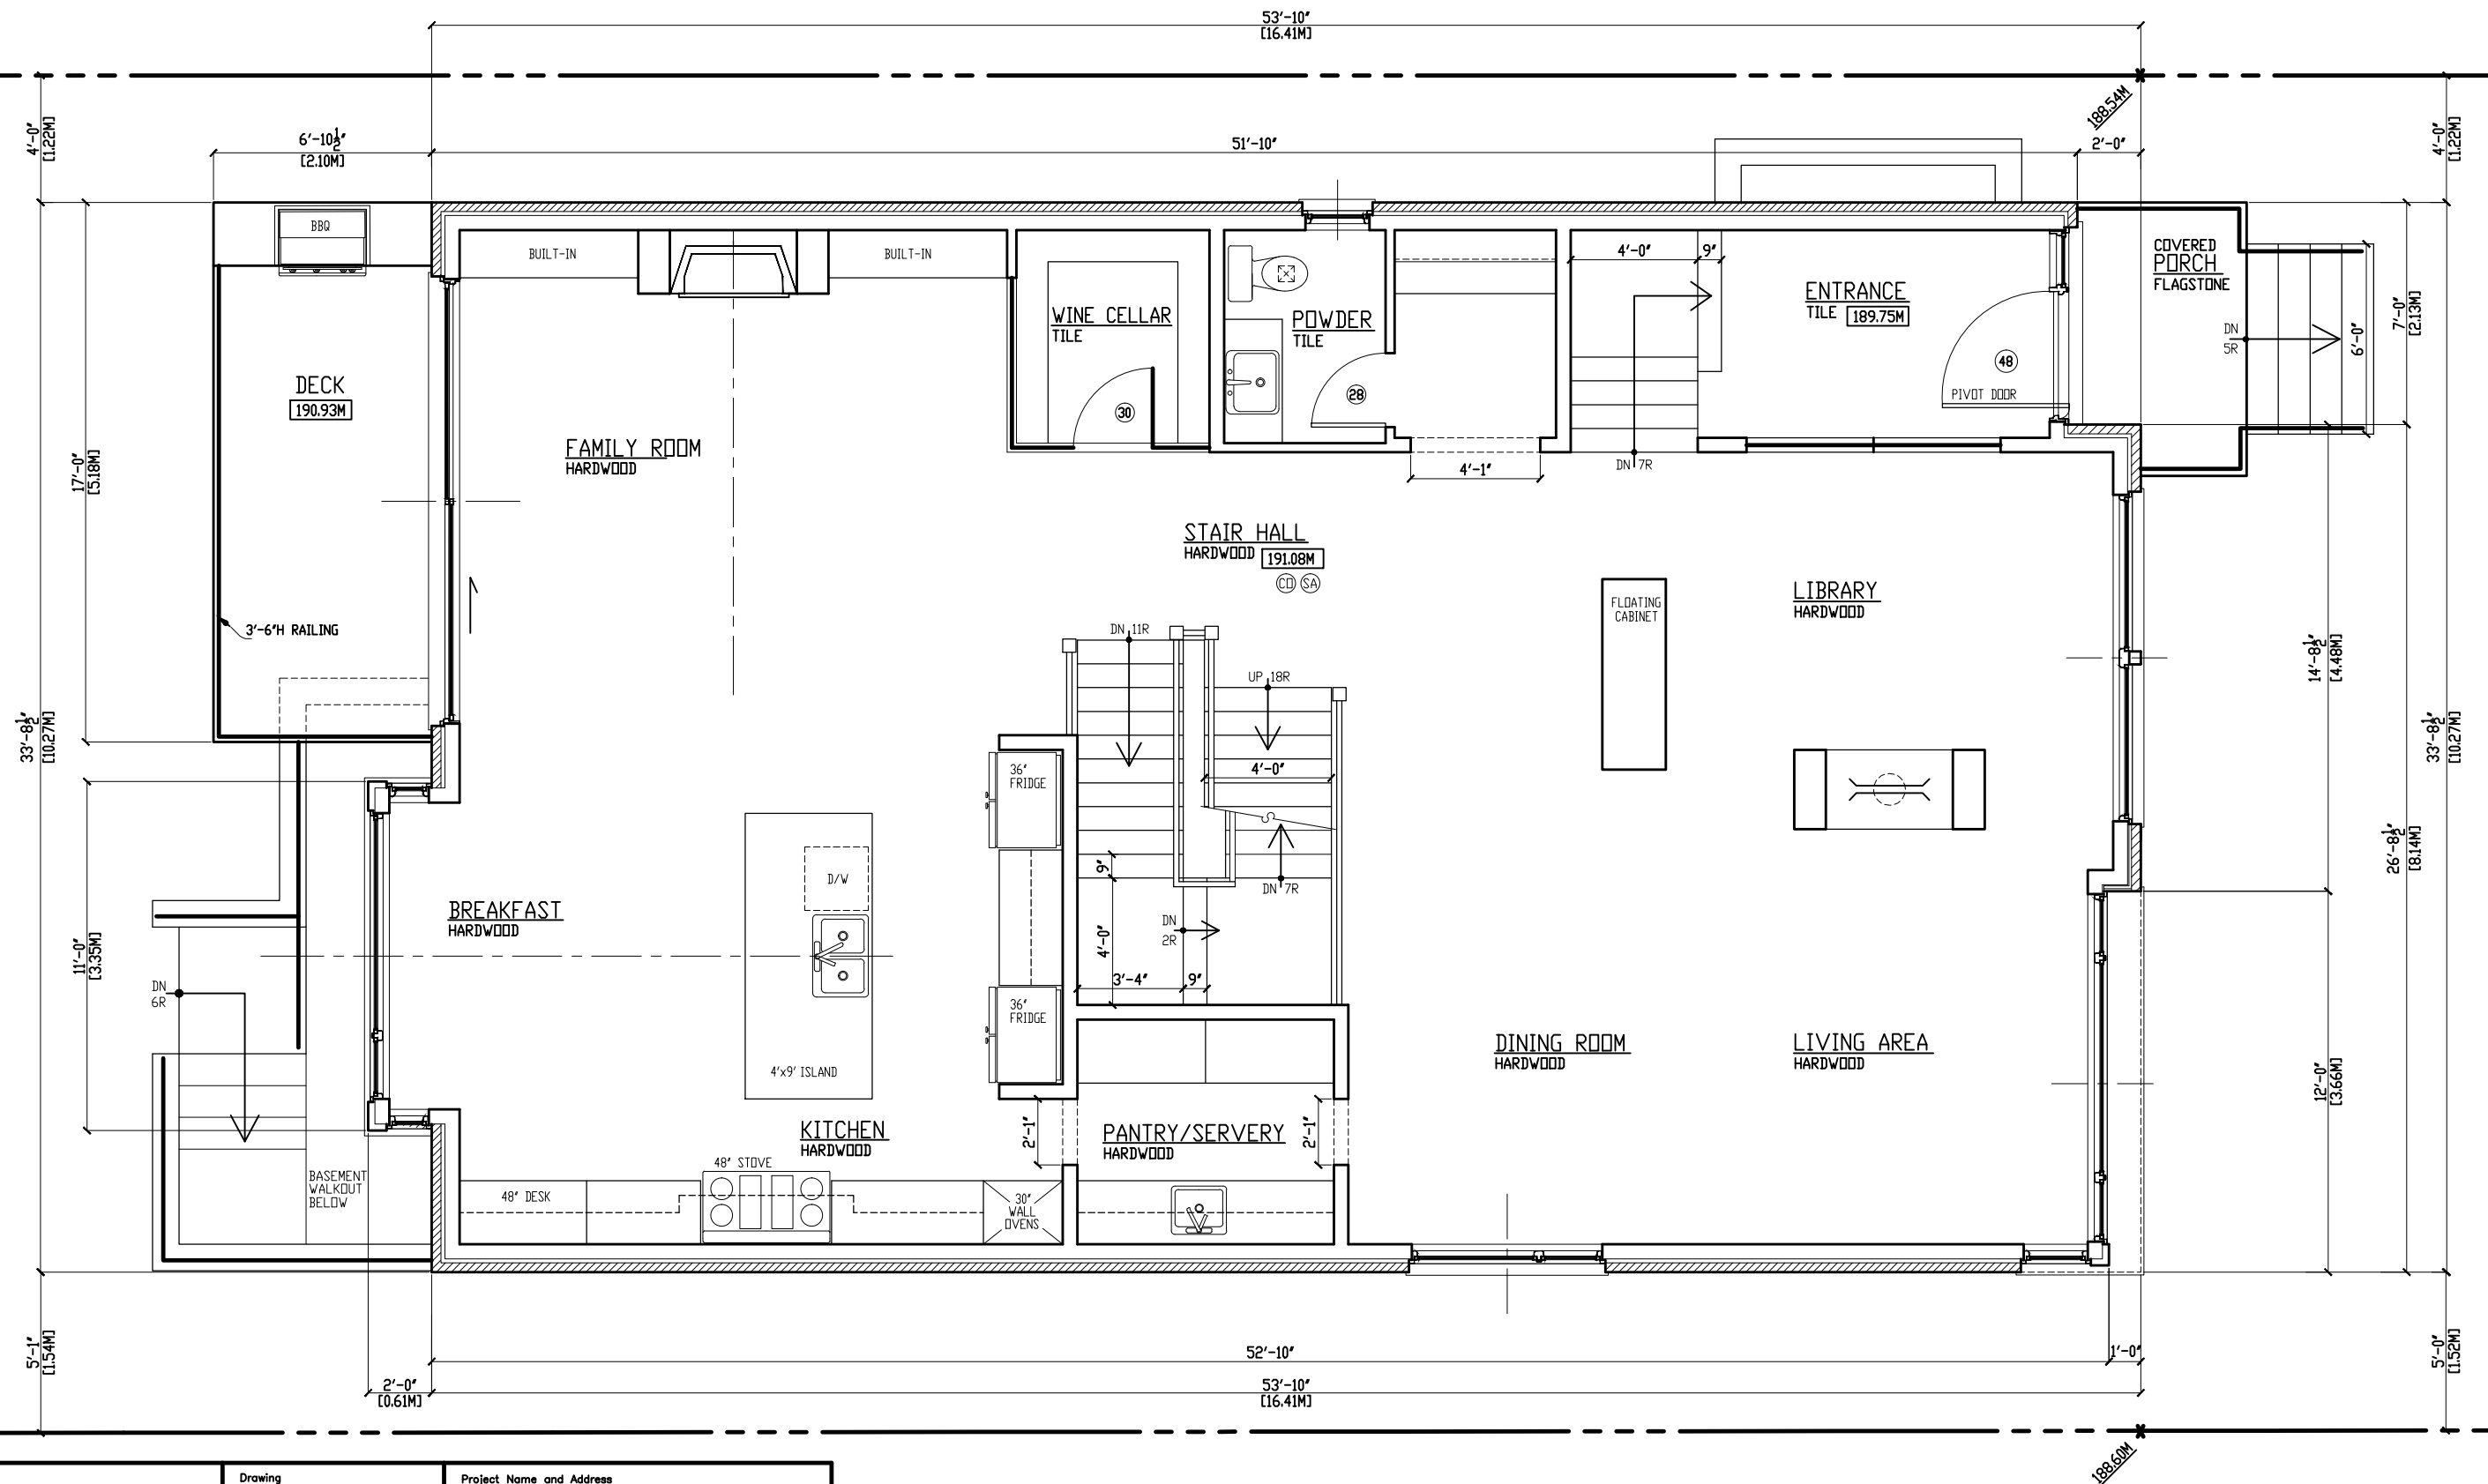 53'-10"
[16.41M]
188.54M
4'-0"
[1.22M]
6'-10½"
[2.10M]
51'-10"
2'-0"
4'-0"
[1.22M]
BBQ
BUILT-IN
BUILT-IN
4'-0"
9"
COVERED
PORCH
FLAGSTONE
ENTRANCE
TILE 189.75M
WINE CELLAR
TILE
POWDER
TILE
7'-0"
[2.13M]
6'-0"
DN
5R
48
PIVOT DOOR
DECK
190.93M
30
28
FAMILY ROOM
HARDWOOD
17'-0"
[5.18M]
4'-1"
DN 7R
STAIR HALL
HARDWOOD 191.08M
CO SA
LIBRARY
HARDWOOD
FLOATING
CABINET
3'-6"H RAILING
DN 11R
UP 18R
14'-8½"
[4.48M]
33'-8½"
[10.27M]
33'-8½"
[10.27M]
26'-8½"
[8.14M]
36"
FRIDGE
4'-0"
D/W
9"
DN 7R
BREAKFAST
HARDWOOD
DN
2R
4'-0"
11'-0"
[3.35M]
3'-4"
9"
DN
6R
36"
FRIDGE
DINING ROOM
HARDWOOD
LIVING AREA
HARDWOOD
4'x9' ISLAND
12'-0"
[3.66M]
KITCHEN
HARDWOOD
2'-1"
PANTRY/SERVERY
HARDWOOD
2'-1"
48" STOVE
BASEMENT
WALKOUT
BELOW
48" DESK
30"
WALL
OVENS
5'-1"
[1.54M]
52'-10"
1'-0"
5'-0"
[1.52M]
2'-0"
[0.61M]
53'-10"
[16.41M]
188.60M
Drawing
Project Name and Address